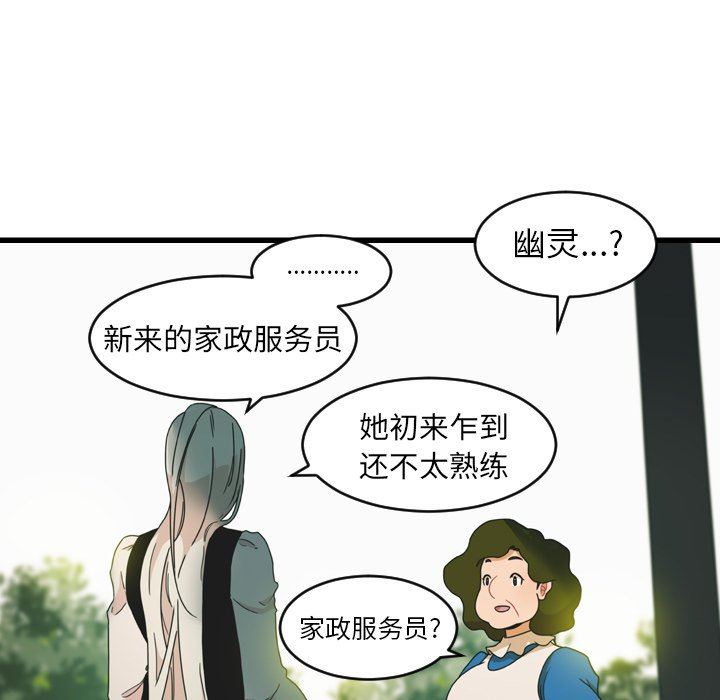 幽灵...?
............
新来的家政服务员
她初来乍到
还不太熟练
家政服务员?